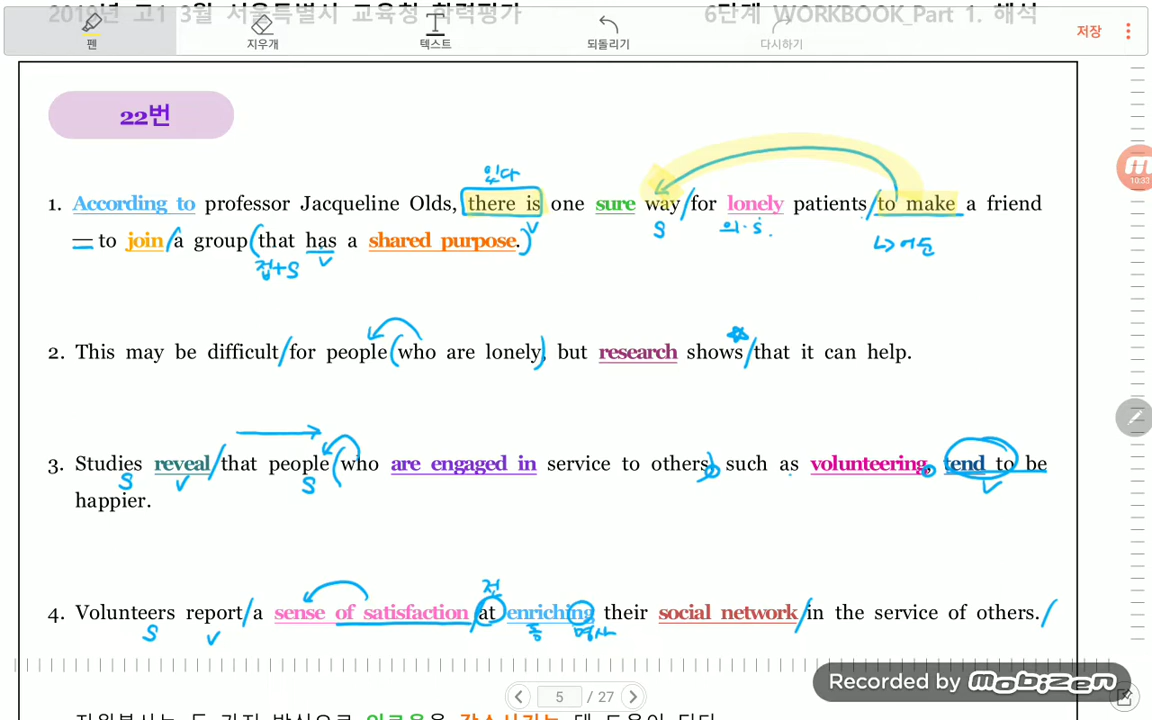 2019년 고1 3월 서울특별시 교육청 학력평가 6단계 WORKBOOK_Part 1. 해석
펜 지우개 텍스트 되돌리기 다시하기 저장
22번
있다
1. According to professor Jacqueline Olds, there is one sure way/for lonely patients/to make a friend
V S 의·S. ↳어둔
— to join/a group(that has a shared purpose.)
접+S V
2. This may be difficult/for people(who are lonely), but research shows/that it can help.
3. Studies reveal/that people(who are engaged in service to others), such as volunteering, tend to be
S V S V
happier.
전
4. Volunteers report/a sense of satisfaction/at enriching their social network/in the service of others./
S V 동 명사
5 / 27
Recorded by mobizen
10:33